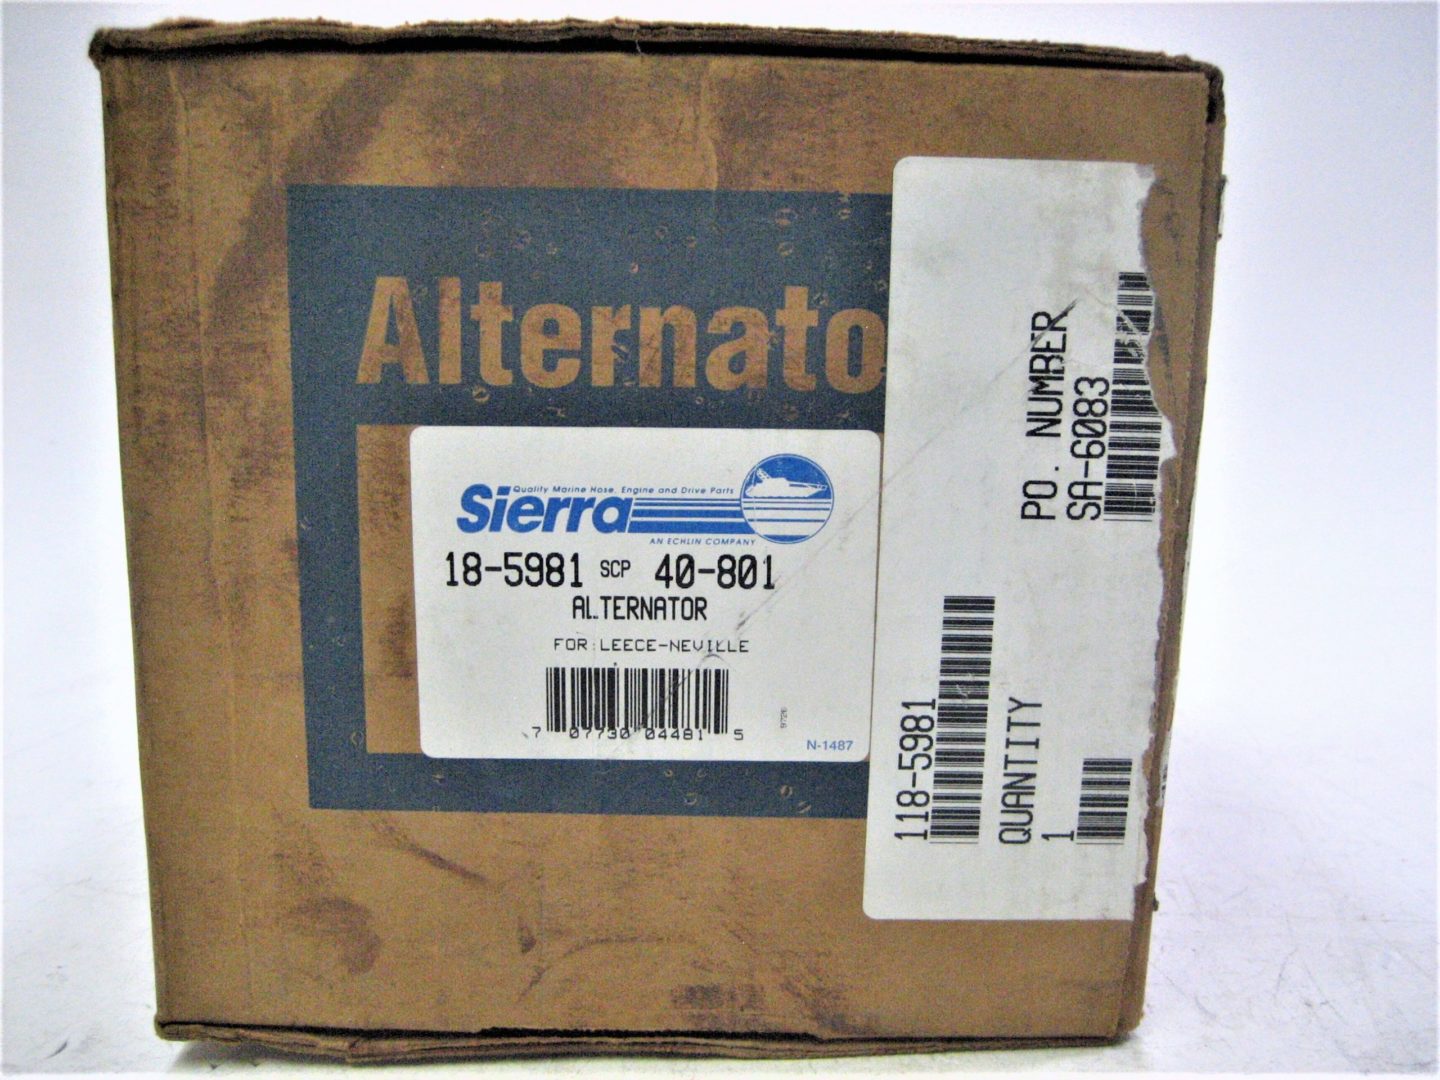 Alternato
Quality Marine Hose, Engine and Drive Parts
Sierra
AN ECHLIN COMPANY
18-5981 SCP 40-801
ALTERNATOR
FOR:LEECE-NEVILLE
7 07730 04481 5
N-1487
PO. NUMBER
SA-6083
118-5981
QUANTITY
1